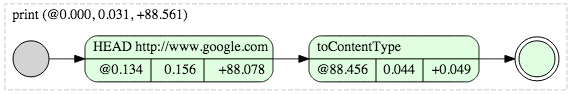 print (@0.000, 0.031, +88.561)
HEAD http://www.google.com
@0.134 0.156 +88.078
toContentType
@88.456 0.044 +0.049